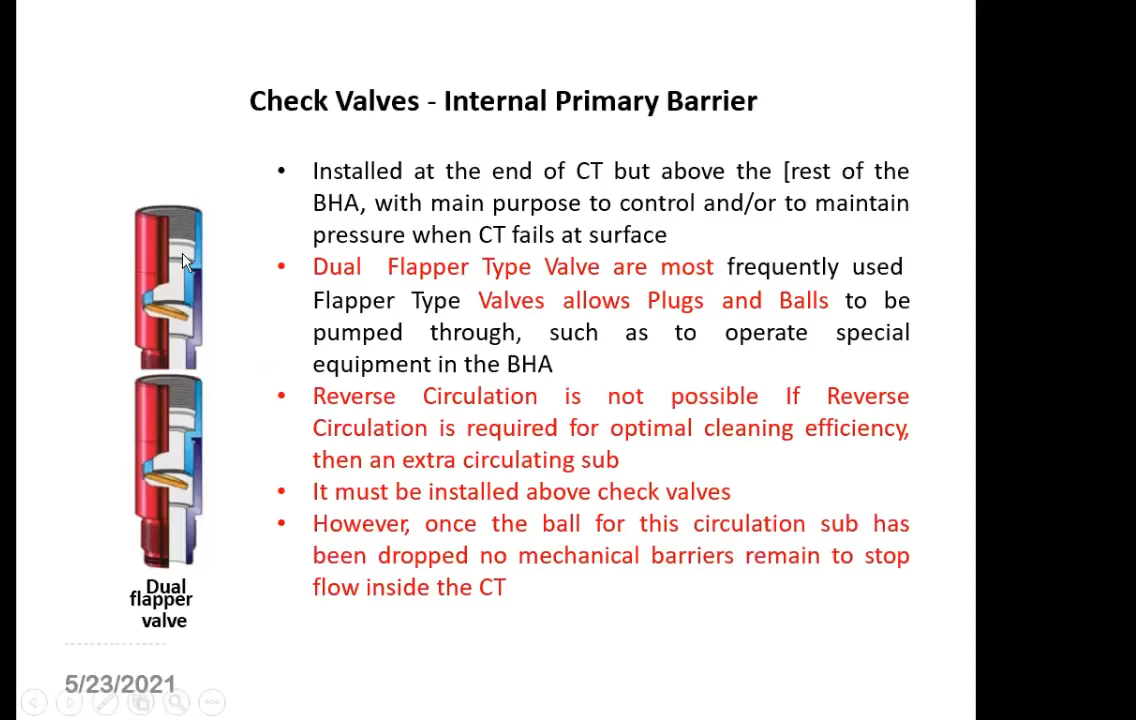 Check Valves - Internal Primary Barrier
• Installed at the end of CT but above the [rest of the
BHA, with main purpose to control and/or to maintain
pressure when CT fails at surface
• Dual Flapper Type Valve are most frequently used
Flapper Type Valves allows Plugs and Balls to be
pumped through, such as to operate special
equipment in the BHA
• Reverse Circulation is not possible If Reverse
Circulation is required for optimal cleaning efficiency,
then an extra circulating sub
• It must be installed above check valves
• However, once the ball for this circulation sub has
been dropped no mechanical barriers remain to stop
flow inside the CT
Dual
flapper
valve
5/23/2021